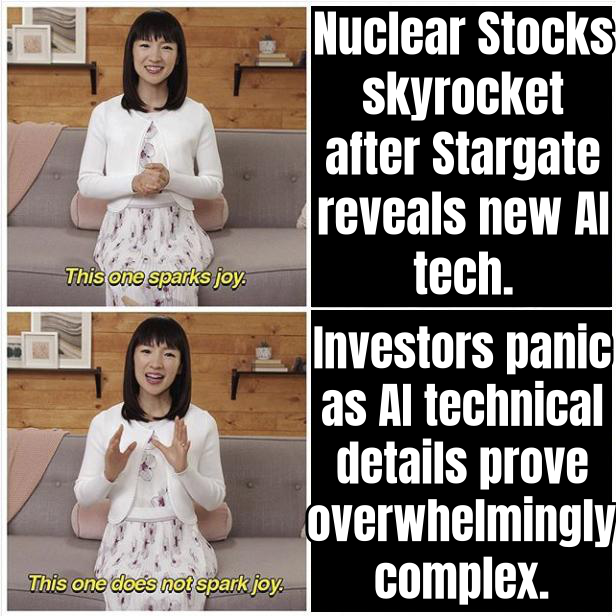 Nuclear Stocks
skyrocket
after Stargate
reveals new AI
tech.
This one sparks joy.
Investors panic
as AI technical
details prove
overwhelmingly
complex.
This one does not spark joy.